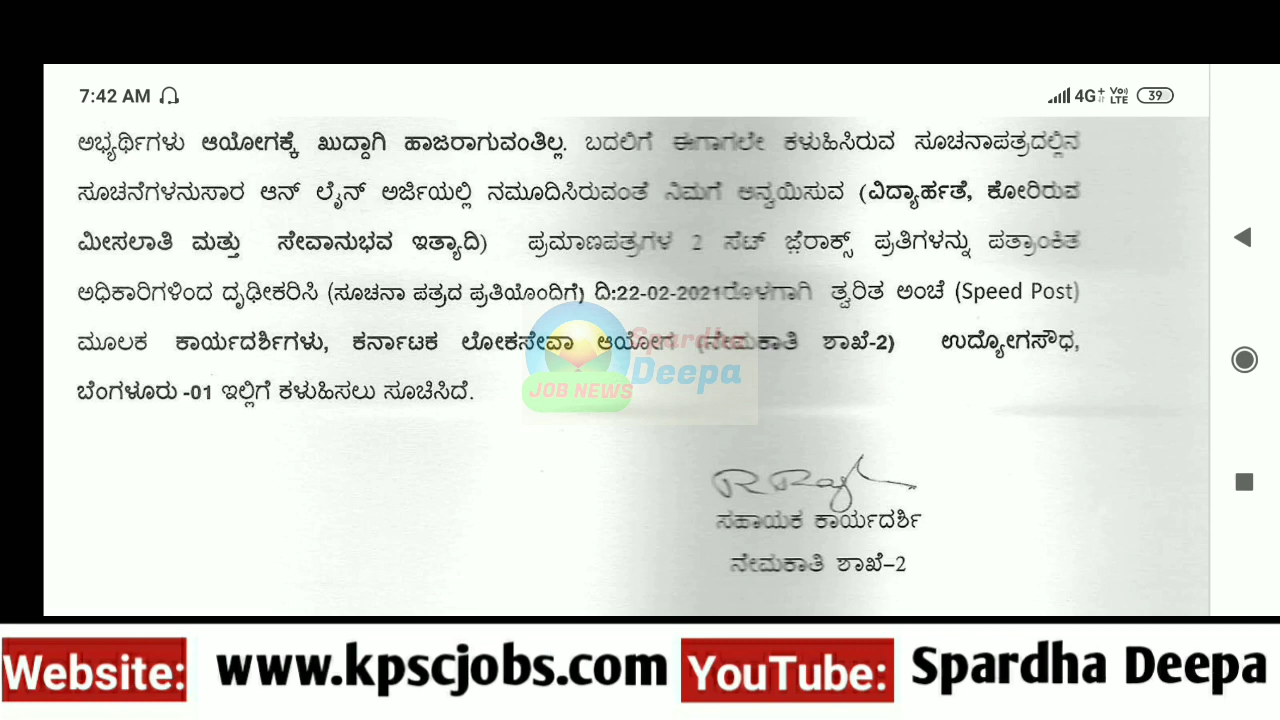 7:42 AM
4G+ Vo) LTE 39
ಅಭ್ಯರ್ಥಿಗಳು ಆಯೋಗಕ್ಕೆ ಖುದ್ದಾಗಿ ಹಾಜರಾಗುವಂತಿಲ್ಲ. ಬದಲಿಗೆ ಈಗಾಗಲೇ ಕಳುಹಿಸಿರುವ ಸೂಚನಾಪತ್ರದಲ್ಲಿನ
ಸೂಚನೆಗಳನುಸಾರ ಆನ್ ಲೈನ್ ಅರ್ಜಿಯಲ್ಲಿ ನಮೂದಿಸಿರುವಂತೆ ನಿಮಗೆ ಅನ್ವಯಿಸುವ (ವಿದ್ಯಾರ್ಹತೆ, ಕೋರಿರುವ
ಮೀಸಲಾತಿ ಮತ್ತು ಸೇವಾನುಭವ ಇತ್ಯಾದಿ) ಪ್ರಮಾಣಪತ್ರಗಳ 2 ಸೆಟ್ ಜೆರಾಕ್ಸ್ ಪ್ರತಿಗಳನ್ನು ಪತ್ರಾಂಕಿತ
ಅಧಿಕಾರಿಗಳಿಂದ ದೃಢೀಕರಿಸಿ (ಸೂಚನಾ ಪತ್ರದ ಪ್ರತಿಯೊಂದಿಗೆ) ದಿ:22-02-2021ರೊಳಗಾಗಿ ತ್ವರಿತ ಅಂಚೆ (Speed Post)
ಮೂಲಕ ಕಾರ್ಯದರ್ಶಿಗಳು, ಕರ್ನಾಟಕ ಲೋಕಸೇವಾ ಆಯೋಗ (ನೇಮಕಾತಿ ಶಾಖೆ-2) ಉದ್ಯೋಗಸೌಧ,
ಬೆಂಗಳೂರು -01 ಇಲ್ಲಿಗೆ ಕಳುಹಿಸಲು ಸೂಚಿಸಿದೆ.
Spardha
Deepa
JOB NEWS
ಸಹಾಯಕ ಕಾರ್ಯದರ್ಶಿ
ನೇಮಕಾತಿ ಶಾಖೆ–2
Website: www.kpscjobs.com YouTube: Spardha Deepa